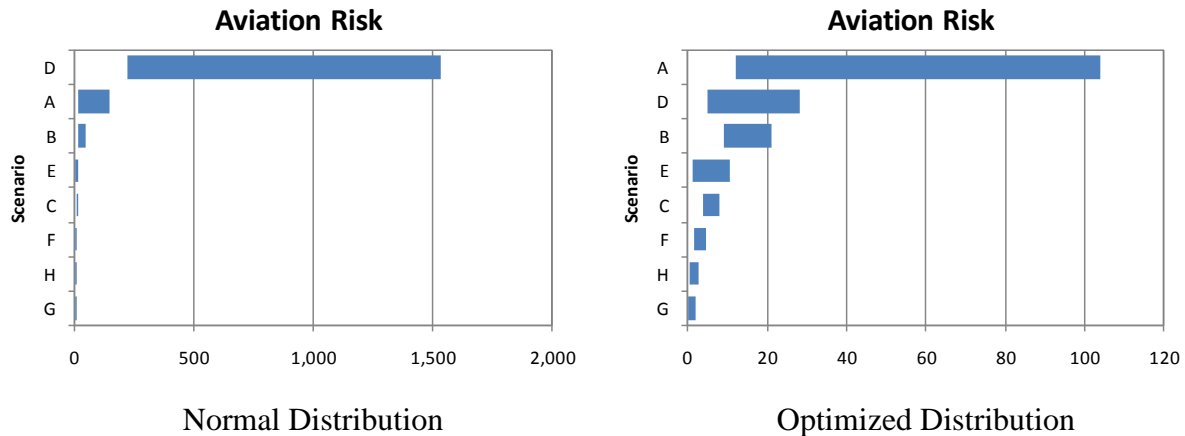 Aviation Risk
Scenario
D
A
B
E
C
F
H
G
0 500 1,000 1,500 2,000
Normal Distribution
Aviation Risk
Scenario
A
D
B
E
C
F
H
G
0 20 40 60 80 100 120
Optimized Distribution